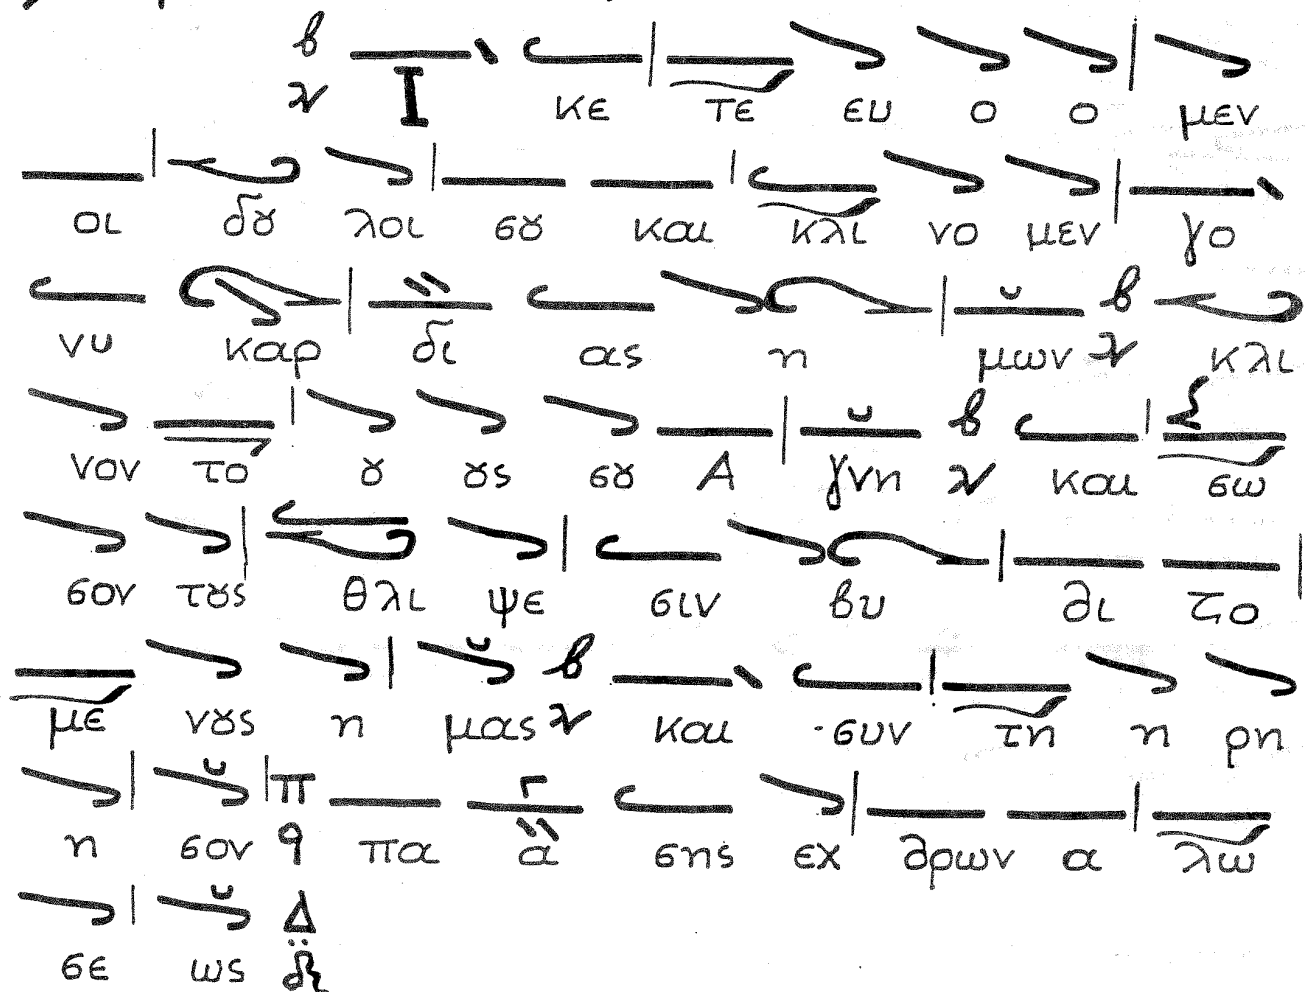 Ι κε τε ευ ο ο μεν
οι δȣ λοι σȣ και κλι νο μεν γο
νυ καρ δι ας η μων κλι
νον το ȣ ȣς σȣ Α γνη και σω
σον τȣς θλι ψε σιν βυ θι ζο
με νȣς η μας και συν τη η ρη
η σον πα α σης εχ θρων α λω
σε ως Δ